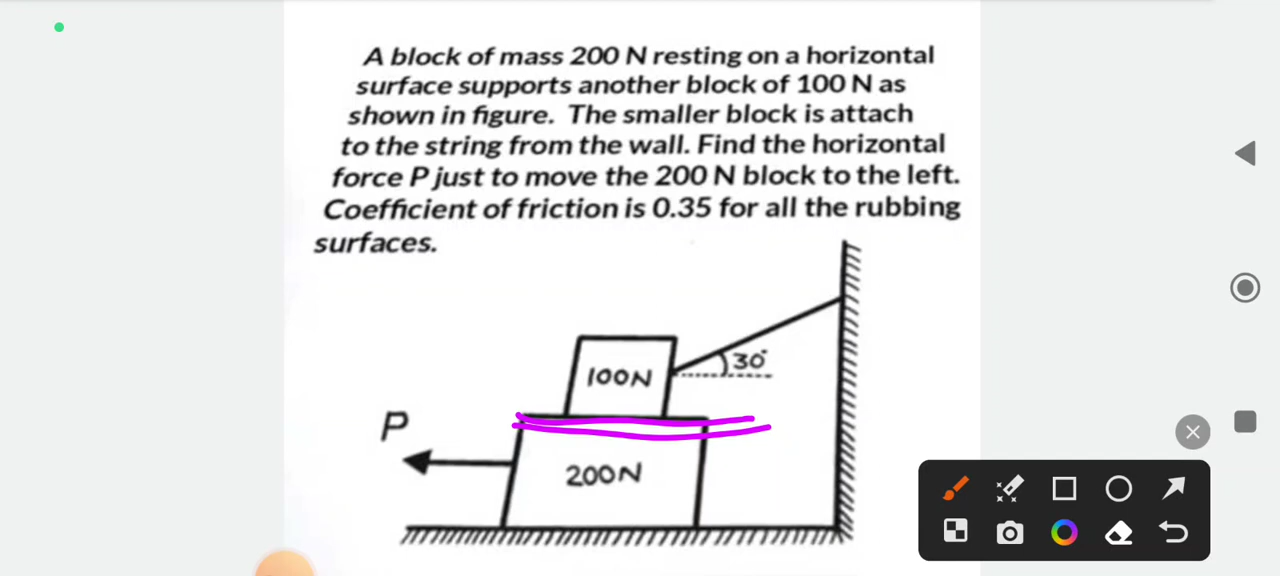 A block of mass 200 N resting on a horizontal
surface supports another block of 100 N as
shown in figure. The smaller block is attach
to the string from the wall. Find the horizontal
force P just to move the 200 N block to the left.
Coefficient of friction is 0.35 for all the rubbing
surfaces.
30°
100N
P
200N